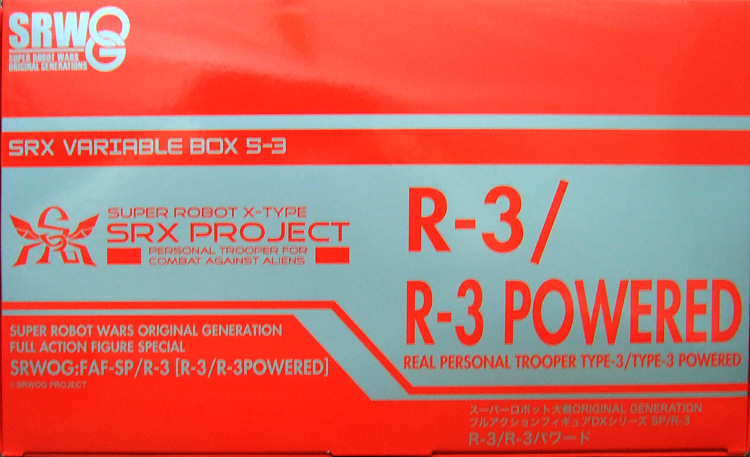 SRWOG
SUPER ROBOT WARS
ORIGINAL GENERATIONS
SRX VARIABLE BOX 5-3
SUPER ROBOT X-TYPE
SRX PROJECT
PERSONAL TROOPER FOR
COMBAT AGAINST ALIENS
R-3/
R-3 POWERED
REAL PERSONAL TROOPER TYPE-3/TYPE-3 POWERED
SUPER ROBOT WARS ORIGINAL GENERATION
FULL ACTION FIGURE SPECIAL
SRWOG:FAF-SP/R-3 [R-3/R-3POWERED]
© SRWOG PROJECT
スーパーロボット大戦ORIGINAL GENERATION
フルアクションフィギュアDXシリーズ SP/R-3
R-3/R-3パワード